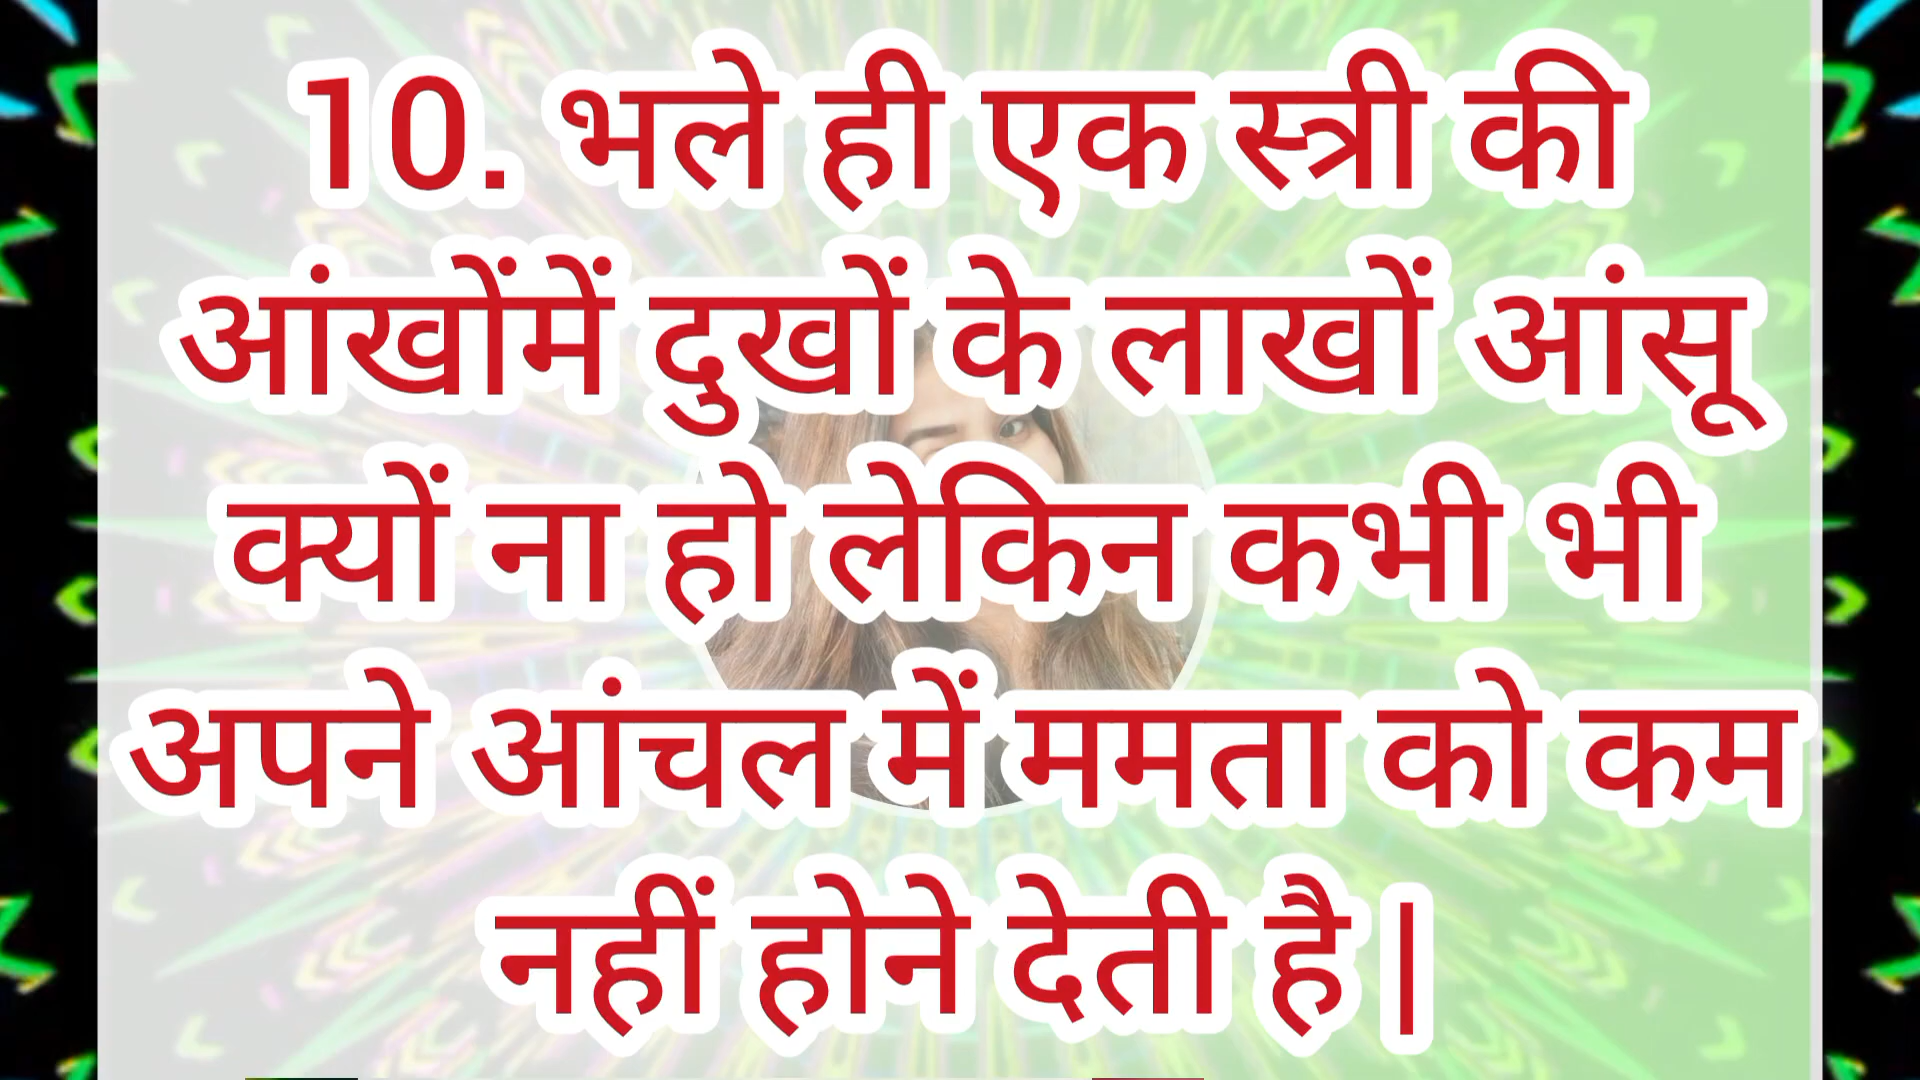 10. भले ही एक स्त्री की
आंखोंमें दुखों के लाखों आंसू
क्यों ना हो लेकिन कभी भी
अपने आंचल में ममता को कम
नहीं होने देती है |